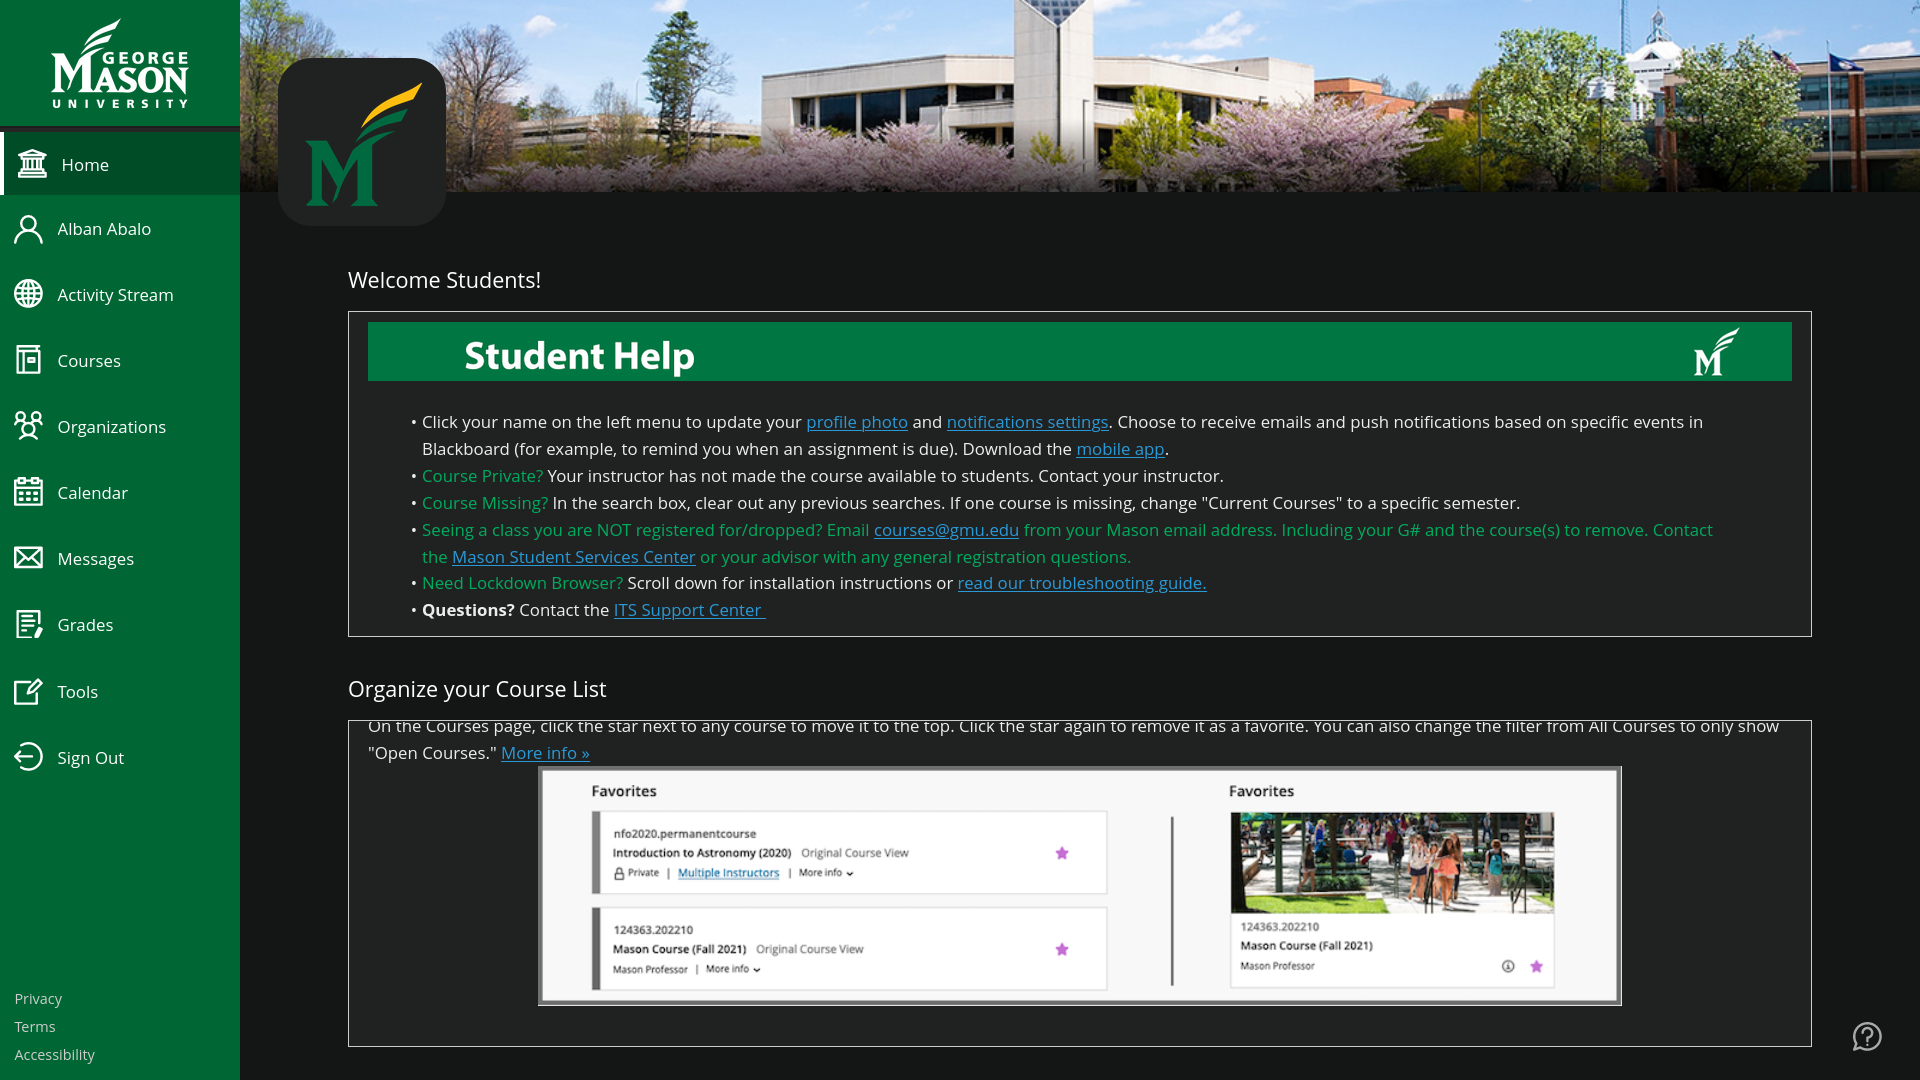 GEORGE
MASON
UNIVERSITY
Home
Alban Abalo
Activity Stream
Courses
Organizations
Calendar
Messages
Grades
Tools
Sign Out
Privacy
Terms
Accessibility
M
Welcome Students!
Student Help
M
• Click your name on the left menu to update your profile photo and notifications settings. Choose to receive emails and push notifications based on specific events in
Blackboard (for example, to remind you when an assignment is due). Download the mobile app.
• Course Private? Your instructor has not made the course available to students. Contact your instructor.
• Course Missing? In the search box, clear out any previous searches. If one course is missing, change "Current Courses" to a specific semester.
• Seeing a class you are NOT registered for/dropped? Email courses@gmu.edu from your Mason email address. Including your G# and the course(s) to remove. Contact
the Mason Student Services Center or your advisor with any general registration questions.
• Need Lockdown Browser? Scroll down for installation instructions or read our troubleshooting guide.
• Questions? Contact the ITS Support Center
Organize your Course List
On the Courses page, click the star next to any course to move it to the top. Click the star again to remove it as a favorite. You can also change the filter from All Courses to only show
"Open Courses." More info »
Favorites
nfo2020.permanentcourse
Introduction to Astronomy (2020) Original Course View
Private | Multiple Instructors | More info
124363.202210
Mason Course (Fall 2021) Original Course View
Mason Professor | More info
Favorites
124363.202210
Mason Course (Fall 2021)
Mason Professor